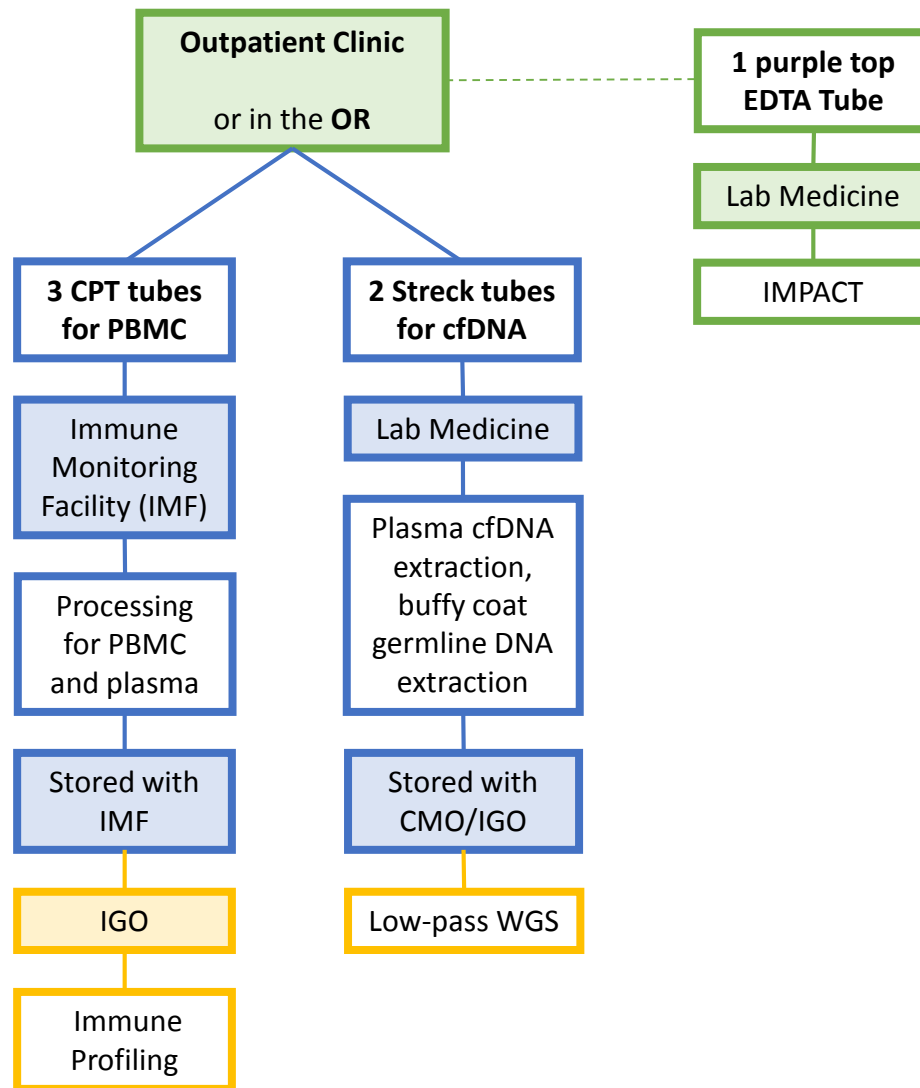 Outpatient Clinic
or in the OR
1 purple top
EDTA Tube
Lab Medicine
IMPACT
3 CPT tubes
for PBMC
Immune
Monitoring
Facility (IMF)
Processing
for PBMC
and plasma
Stored with
IMF
IGO
Immune
Profiling
2 Streck tubes
for cfDNA
Lab Medicine
Plasma cfDNA
extraction,
buffy coat
germline DNA
extraction
Stored with
CMO/IGO
Low-pass WGS